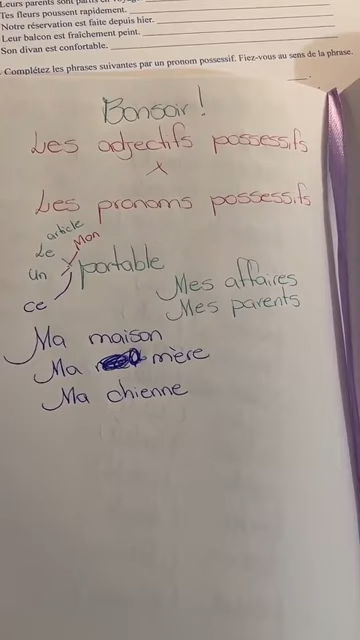 Leurs parents sont partis en voyage.
Tes fleurs poussent rapidement.
Notre réservation est faite depuis hier.
Leur balcon est fraîchement peint.
Son divan est confortable.
Complétez les phrases suivantes par un pronom possessif. Fiez-vous au sens de la phrase.
Bonsoir!
Les adjectifs possessifs
x
Les pronoms possessifs
article
Le Mon
Un portable
ce
Mes affaires
Mes parents
Ma maison
Ma mère
Ma chienne